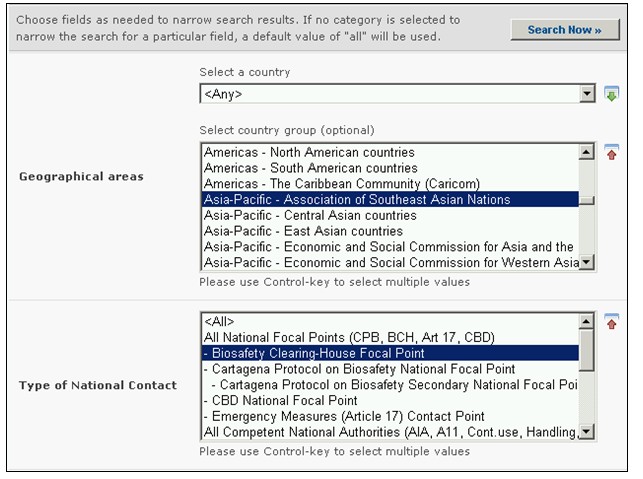 Choose fields as needed to narrow search results. If no category is selected to
narrow the search for a particular field, a default value of "all" will be used.
Search Now »
Select a country
<Any>
Select country group (optional)
Geographical areas
Americas - North American countries
Americas - South American countries
Americas - The Caribbean Community (Caricom)
Asia-Pacific - Association of Southeast Asian Nations
Asia-Pacific - Central Asian countries
Asia-Pacific - East Asian countries
Asia-Pacific - Economic and Social Commission for Asia and the
Asia-Pacific - Economic and Social Commission for Western Asia
Please use Control-key to select multiple values
Type of National Contact
<All>
All National Focal Points (CPB, BCH, Art 17, CBD)
- Biosafety Clearing-House Focal Point
- Cartagena Protocol on Biosafety National Focal Point
- Cartagena Protocol on Biosafety Secondary National Focal Poi
- CBD National Focal Point
- Emergency Measures (Article 17) Contact Point
All Competent National Authorities (AIA, A11, Cont.use, Handling,
Please use Control-key to select multiple values